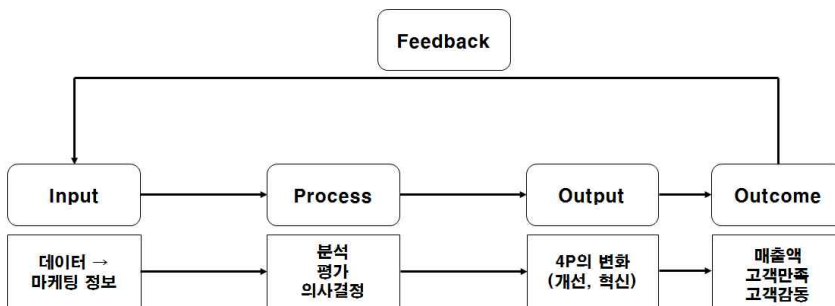 Feedback
Input
Process
Output
Outcome
데이터 →
마케팅 정보
분석
평가
의사결정
4P의 변화
(개선, 혁신)
매출액
고객만족
고객감동